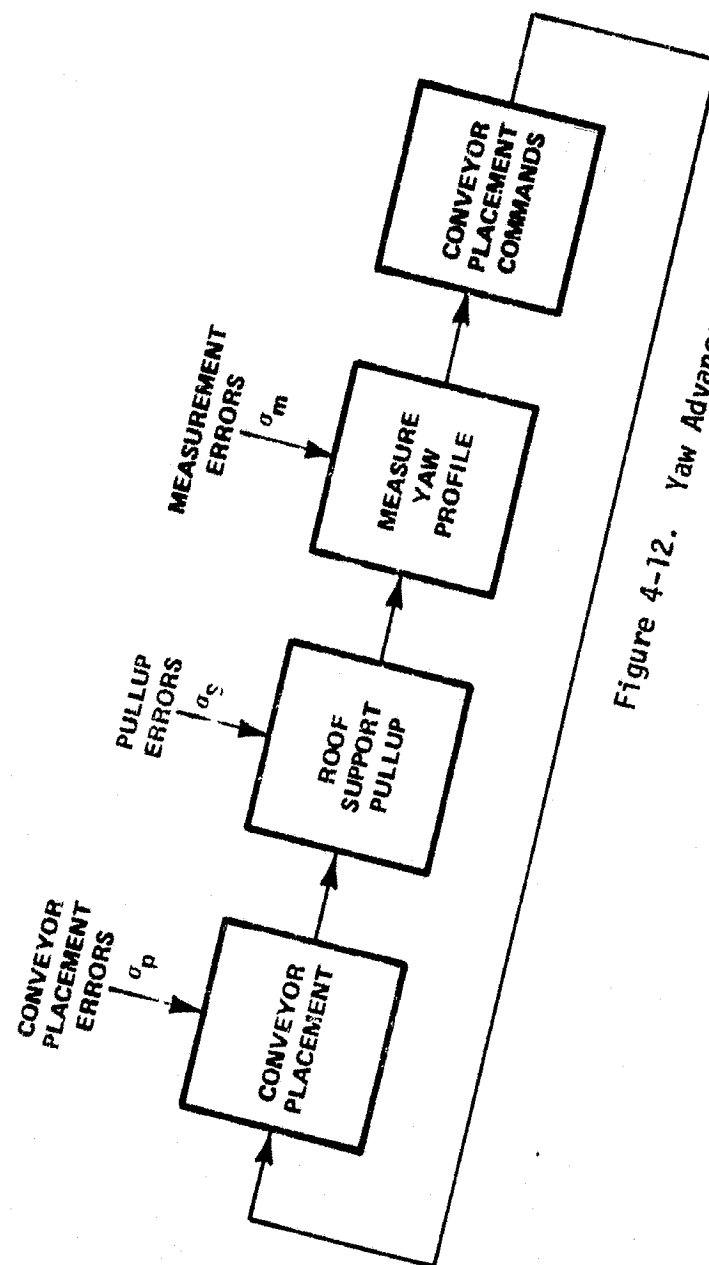 CONVEYOR
PLACEMENT
ERRORS
σp
CONVEYOR
PLACEMENT
PULLUP
ERRORS
σs
ROOF
SUPPORT
PULLUP
MEASUREMENT
ERRORS
σm
MEASURE
YAW
PROFILE
CONVEYOR
PLACEMENT
COMMANDS
Figure 4-12. Yaw